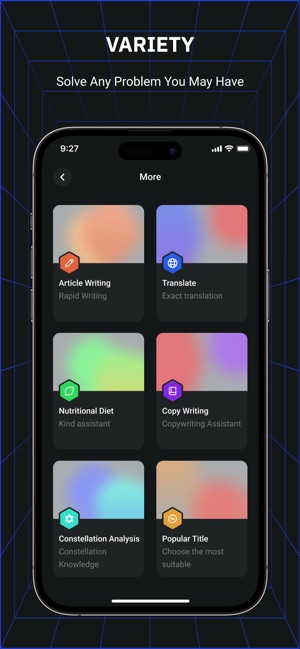 VARIETY
Solve Any Problem You May Have
9:27
More
Article Writing
Rapid Writing
Translate
Exact translation
Nutritional Diet
Kind assistant
Copy Writing
Copywriting Assistant
Constellation Analysis
Constellation
Knowledge
Popular Title
Choose the most
suitable